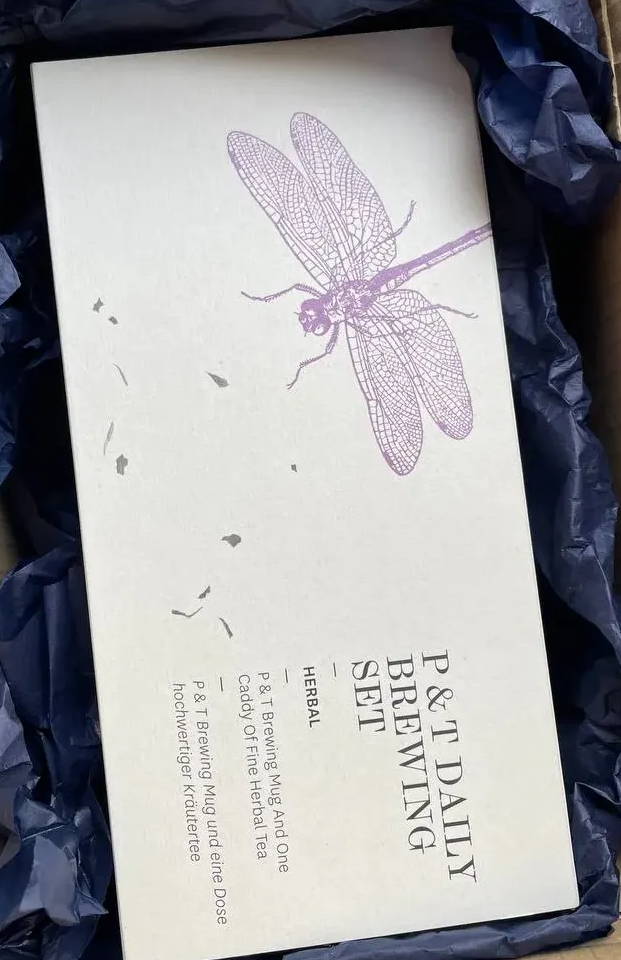 P & T DAILY
BREWING
SET
—
HERBAL
—
P & T Brewing Mug And One
Caddy Of Fine Herbal Tea
—
P & T Brewing Mug und eine Dose
hochwertiger Kräutertee